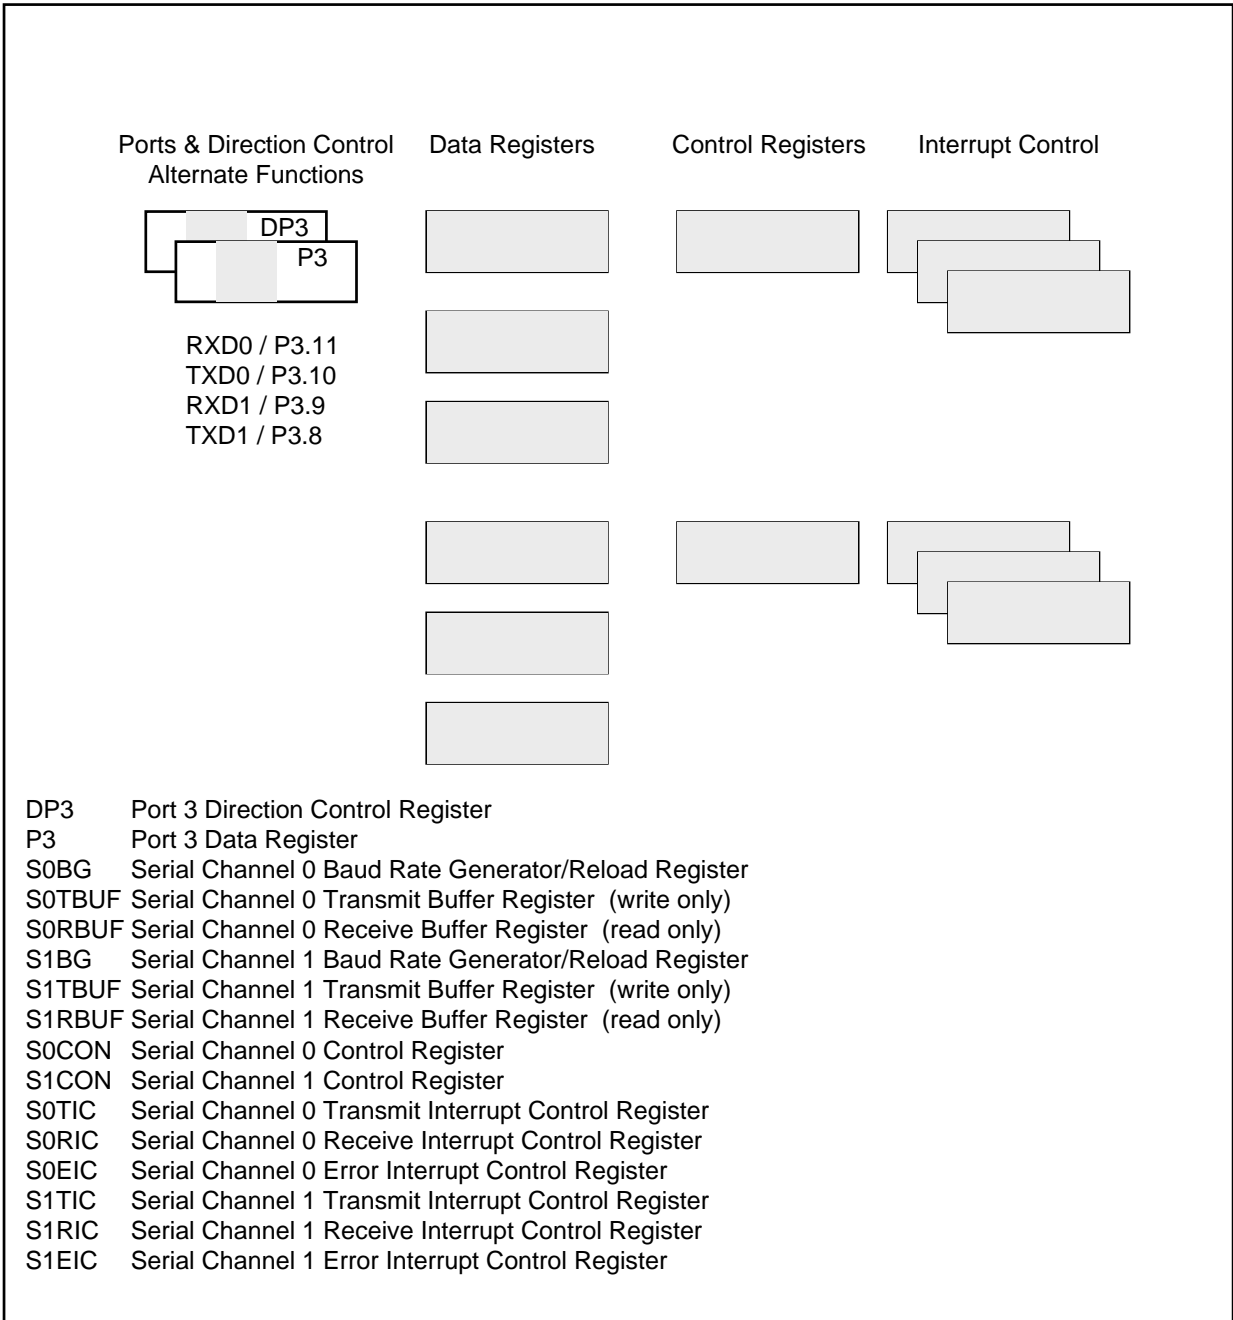 Ports & Direction Control Data Registers Control Registers Interrupt Control
Alternate Functions
DP3
P3
RXD0 / P3.11
TXD0 / P3.10
RXD1 / P3.9
TXD1 / P3.8
DP3 Port 3 Direction Control Register
P3 Port 3 Data Register
S0BG Serial Channel 0 Baud Rate Generator/Reload Register
S0TBUF Serial Channel 0 Transmit Buffer Register (write only)
S0RBUF Serial Channel 0 Receive Buffer Register (read only)
S1BG Serial Channel 1 Baud Rate Generator/Reload Register
S1TBUF Serial Channel 1 Transmit Buffer Register (write only)
S1RBUF Serial Channel 1 Receive Buffer Register (read only)
S0CON Serial Channel 0 Control Register
S1CON Serial Channel 1 Control Register
S0TIC Serial Channel 0 Transmit Interrupt Control Register
S0RIC Serial Channel 0 Receive Interrupt Control Register
S0EIC Serial Channel 0 Error Interrupt Control Register
S1TIC Serial Channel 1 Transmit Interrupt Control Register
S1RIC Serial Channel 1 Receive Interrupt Control Register
S1EIC Serial Channel 1 Error Interrupt Control Register